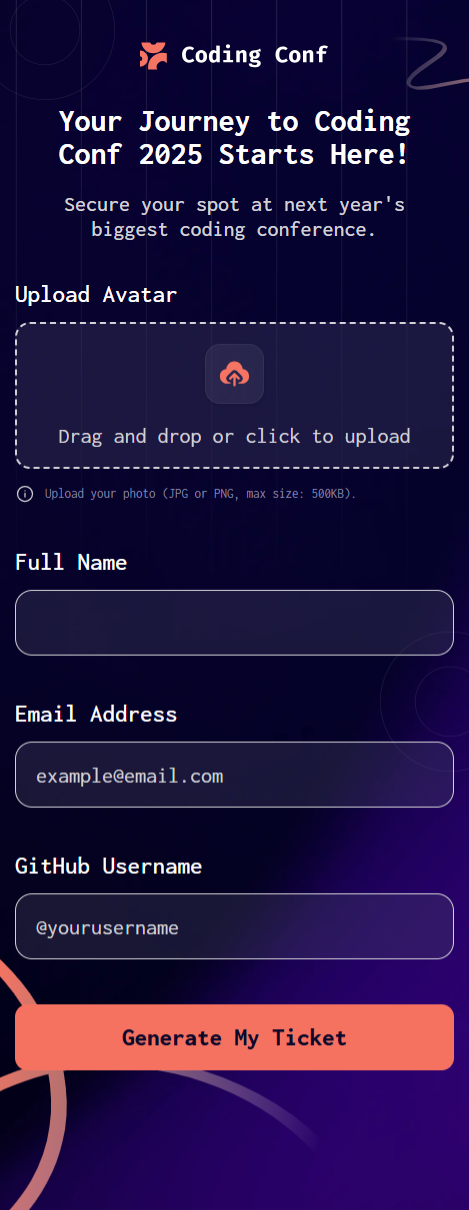 Coding Conf
Your Journey to Coding
Conf 2025 Starts Here!
Secure your spot at next year's
biggest coding conference.
Upload Avatar
Drag and drop or click to upload
Upload your photo (JPG or PNG, max size: 500KB).
Full Name
Email Address
example@email.com
GitHub Username
@yourusername
Generate My Ticket